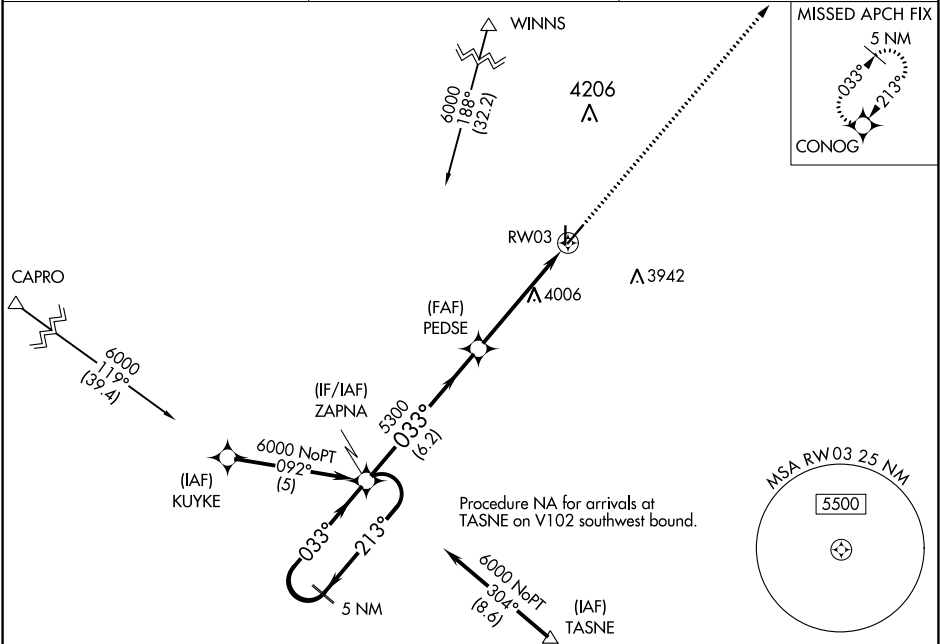 WINNS
6000
188°
(32.2)
4206
MISSED APCH FIX
5 NM
033°
213°
CONOG
RW03
3942
4006
CAPRO
6000
119°
(39.4)
(FAF)
PEDSE
(IF/IAF)
ZAPNA
5300
033°
(6.2)
6000 NoPT
092°
(5)
(IAF)
KUYKE
033°
213°
5 NM
Procedure NA for arrivals at
TASNE on V102 southwest bound.
6000 NoPT
304°
(8.6)
(IAF)
TASNE
MSA RW03 25 NM
5500